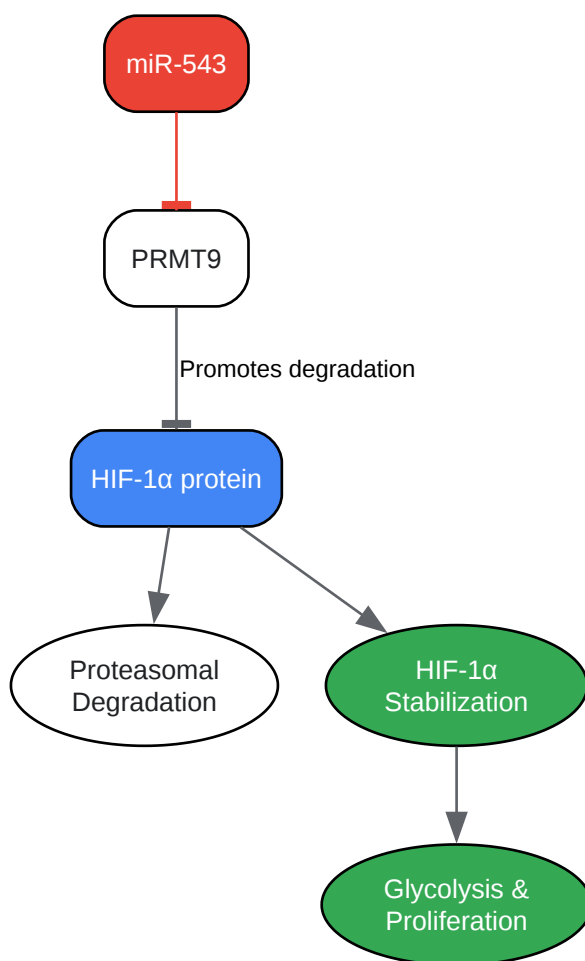 miR-543
PRMT9
Promotes degradation
HIF-1α protein
Proteasomal
Degradation
HIF-1α
Stabilization
Glycolysis &
Proliferation